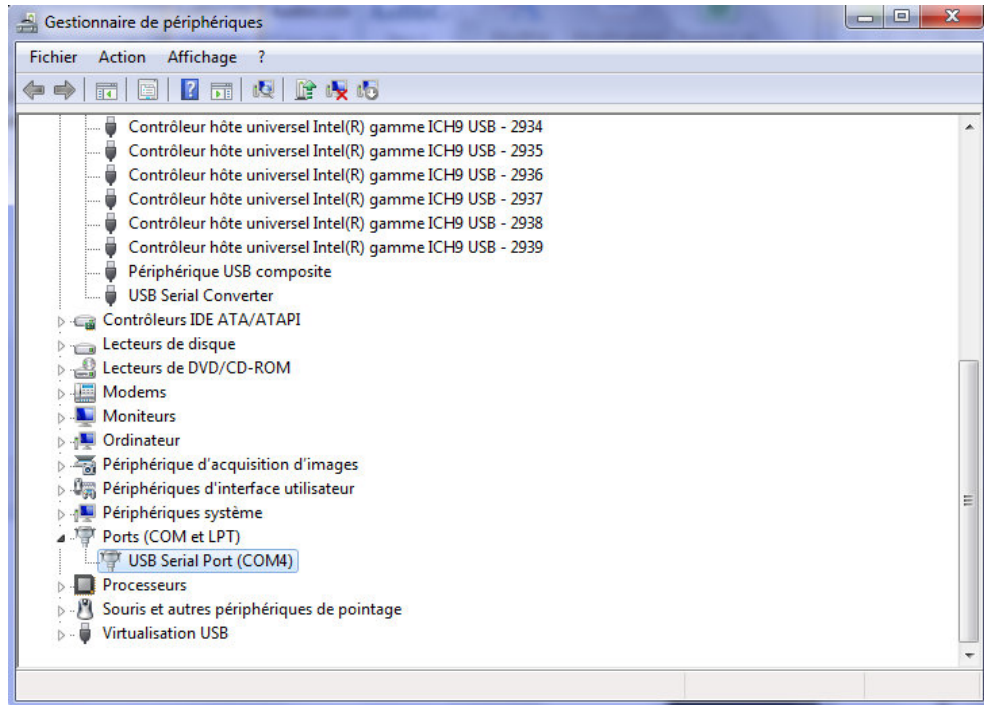 Gestionnaire de périphériques
Fichier Action Affichage ?
Contrôleur hôte universel Intel(R) gamme ICH9 USB - 2934
Contrôleur hôte universel Intel(R) gamme ICH9 USB - 2935
Contrôleur hôte universel Intel(R) gamme ICH9 USB - 2936
Contrôleur hôte universel Intel(R) gamme ICH9 USB - 2937
Contrôleur hôte universel Intel(R) gamme ICH9 USB - 2938
Contrôleur hôte universel Intel(R) gamme ICH9 USB - 2939
Périphérique USB composite
USB Serial Converter
Contrôleurs IDE ATA/ATAPI
Lecteurs de disque
Lecteurs de DVD/CD-ROM
Modems
Moniteurs
Ordinateur
Périphérique d'acquisition d'images
Périphériques d'interface utilisateur
Périphériques système
Ports (COM et LPT)
USB Serial Port (COM4)
Processeurs
Souris et autres périphériques de pointage
Virtualisation USB